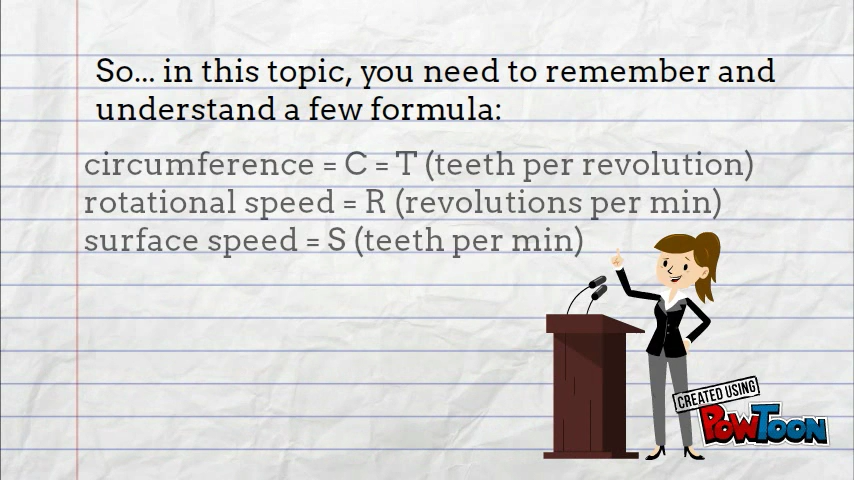 So... in this topic, you need to remember and
understand a few formula:
circumference = C = T (teeth per revolution)
rotational speed = R (revolutions per min)
surface speed = S (teeth per min)
CREATED USING
POWTOON